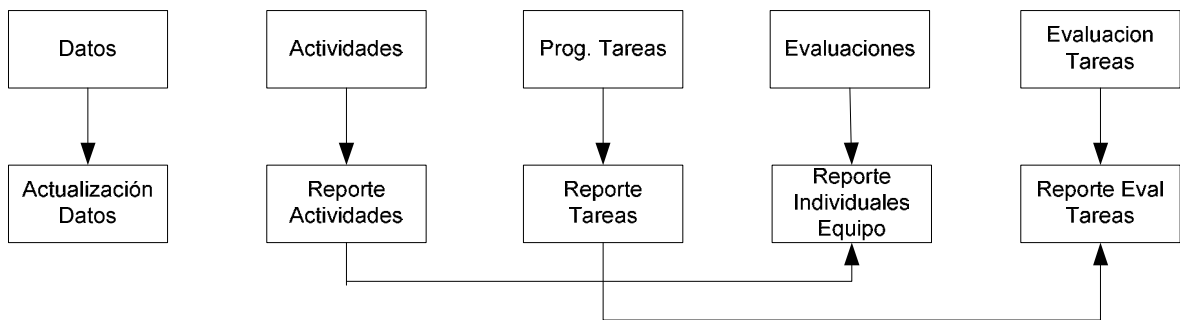 Datos
Actividades
Prog. Tareas
Evaluaciones
Evaluacion
Tareas
Actualización
Datos
Reporte
Actividades
Reporte
Tareas
Reporte
Individuales
Equipo
Reporte Eval
Tareas